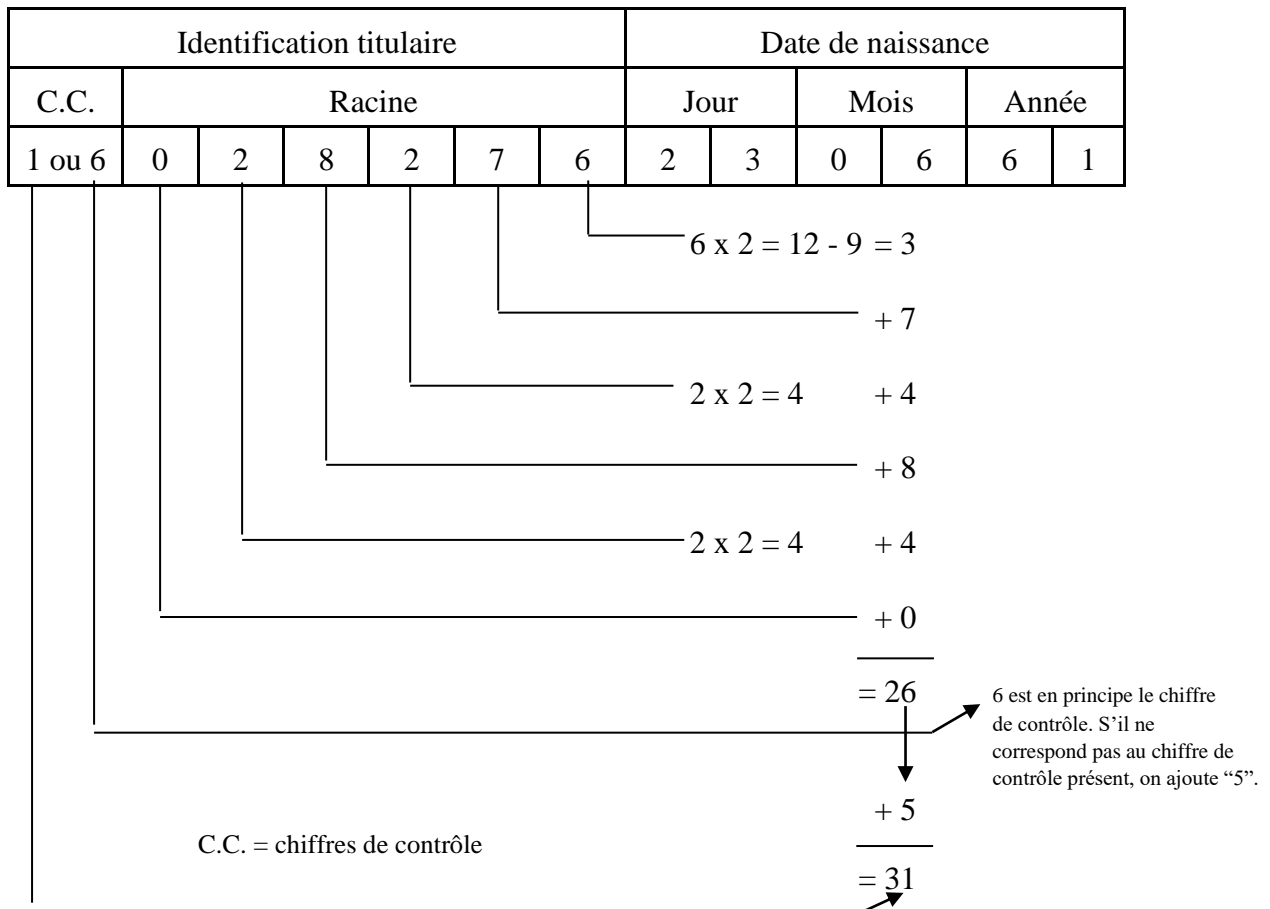 Identification titulaire Date de naissance
C.C. Racine Jour Mois Année
1 ou 6 0 2 8 2 7 6 2 3 0 6 6 1
6 x 2 = 12 - 9 = 3
+ 7
2 x 2 = 4 + 4
+ 8
2 x 2 = 4 + 4
+ 0
= 26
6 est en principe le chiffre
de contrôle. S’il ne
correspond pas au chiffre de
contrôle présent, on ajoute “5”.
+ 5
C.C. = chiffres de contrôle
= 31